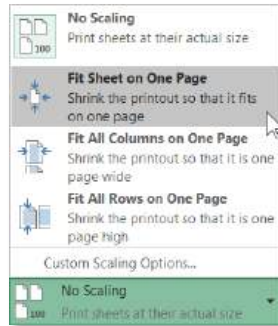 No Scaling
Print sheets at their actual size
100
Fit Sheet on One Page
Shrink the printout so that it fits
on one page
Fit All Columns on One Page
Shrink the printout so that it is one
page wide
Fit All Rows on One Page
Shrink the printout so that it is one
page high
Custom Scaling Options...
No Scaling
100
Print sheets at their actual size